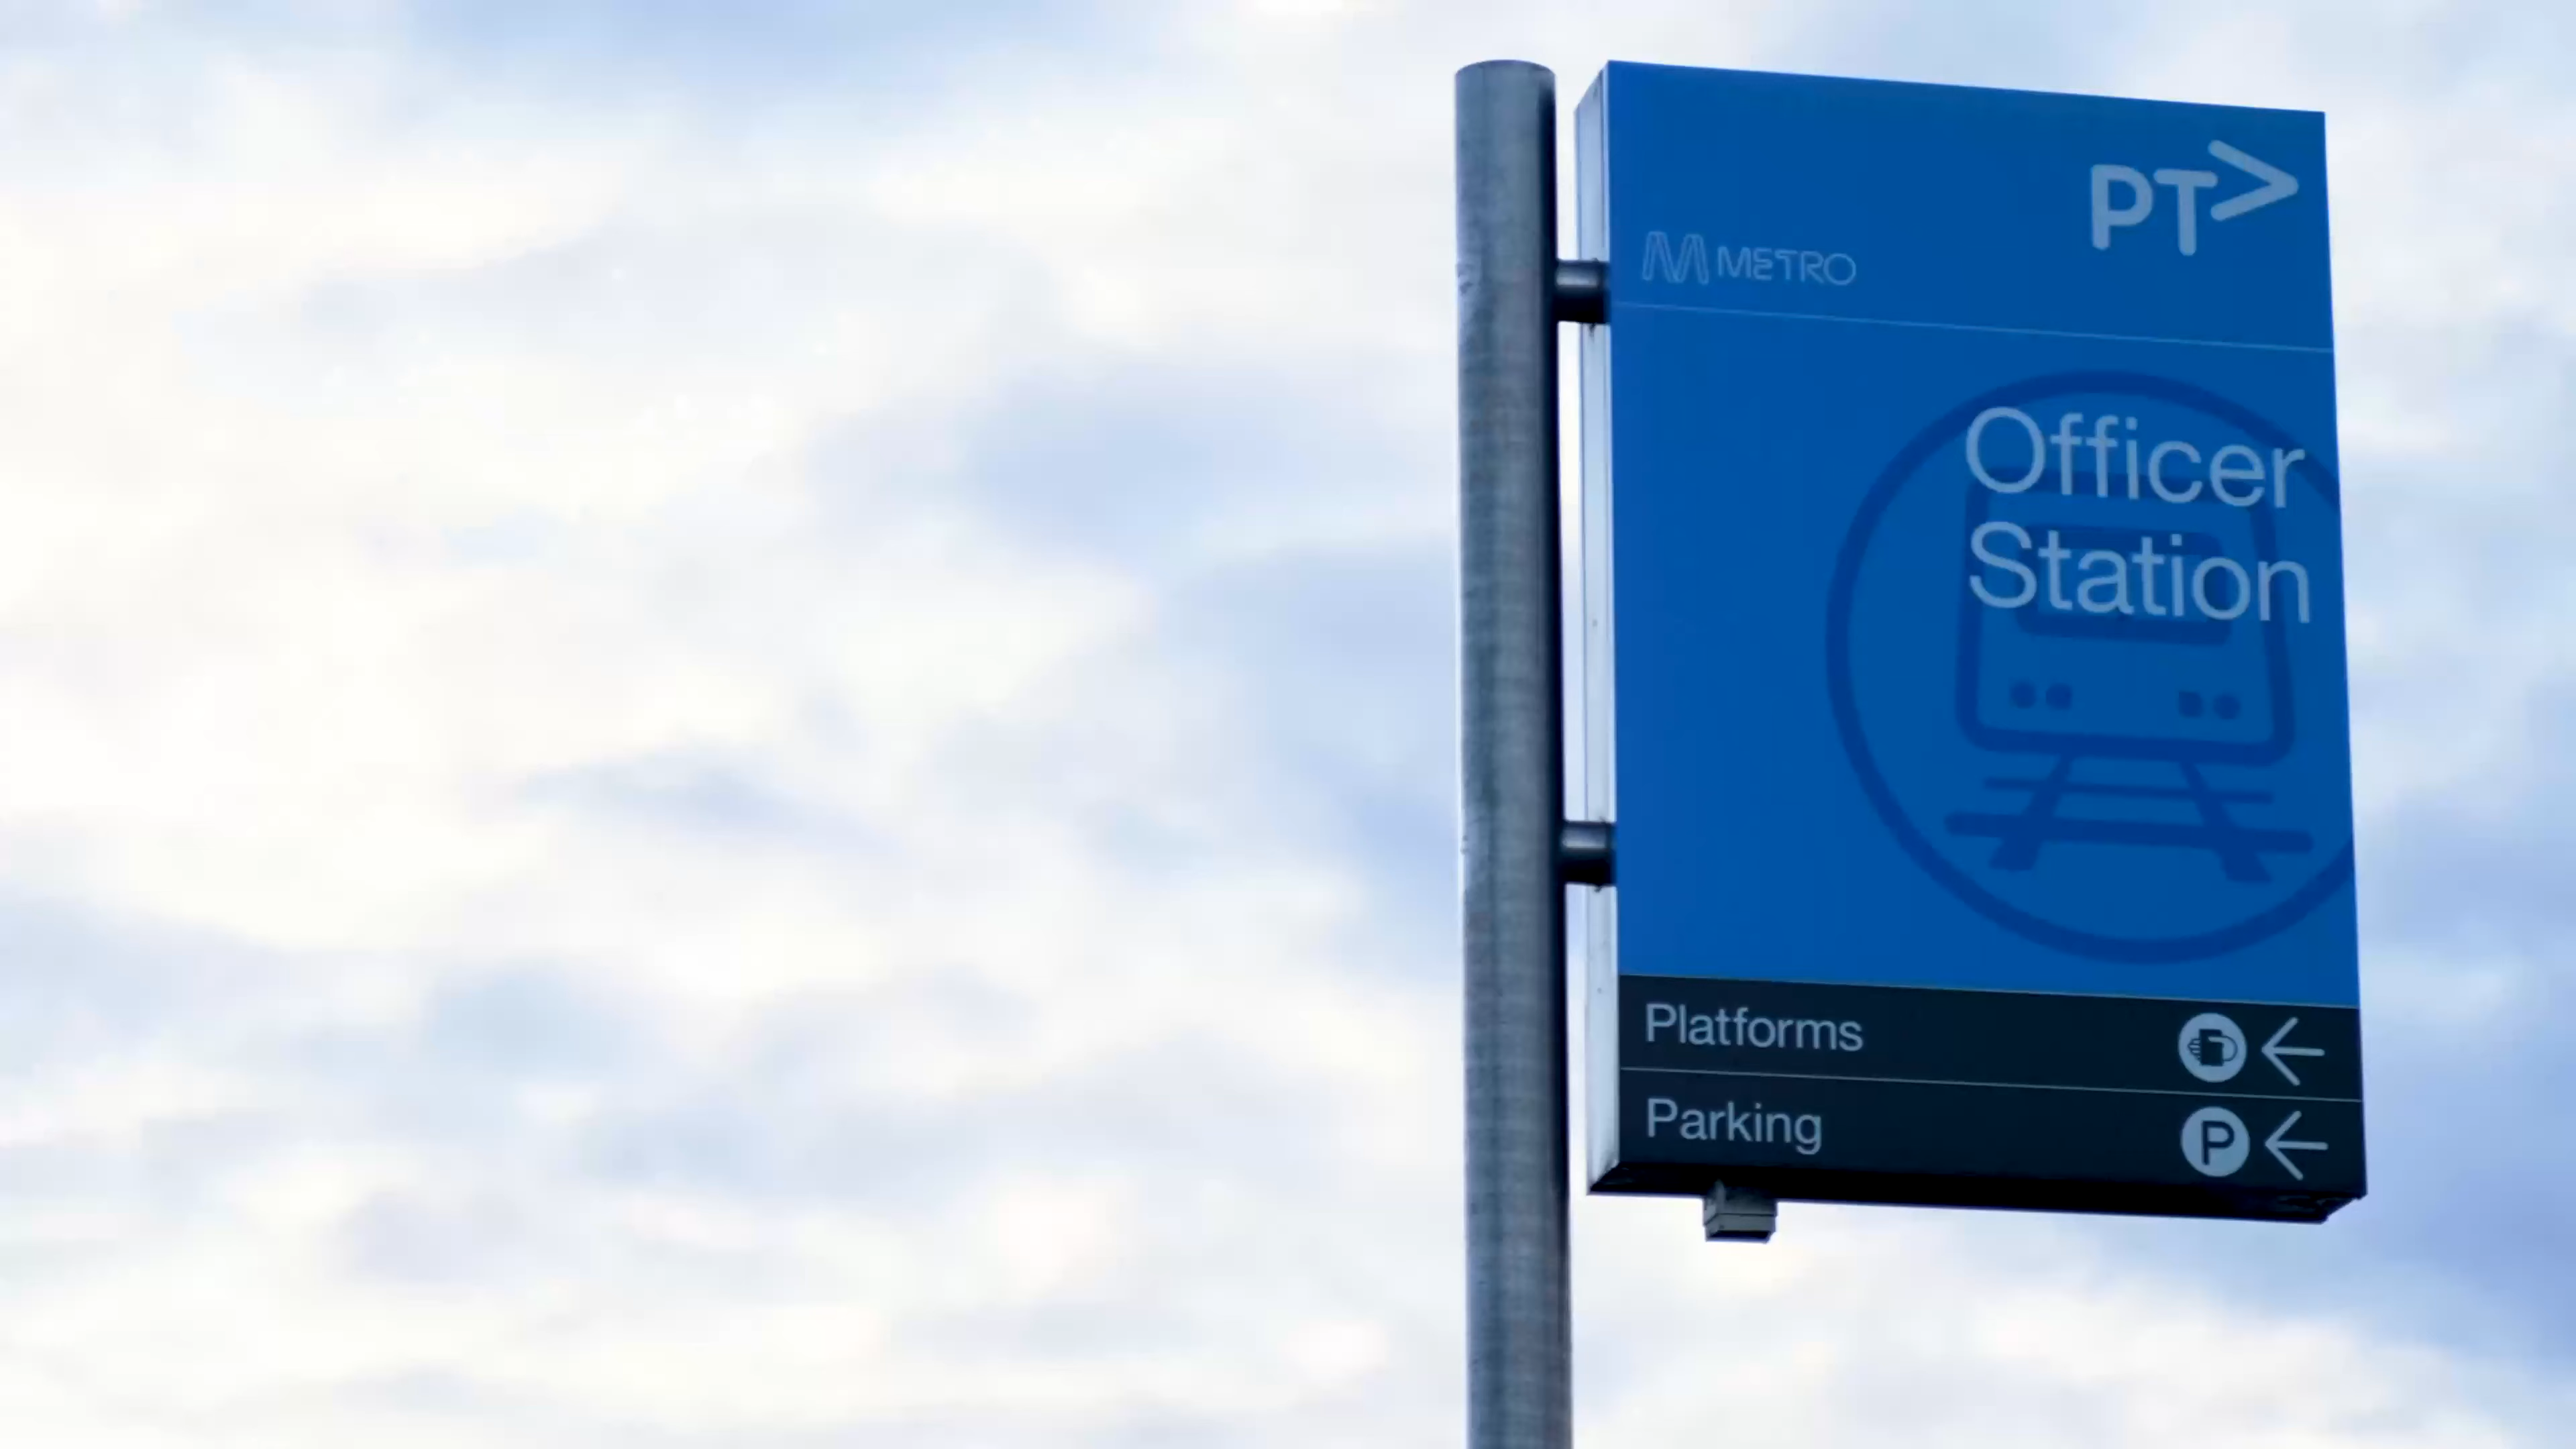 PT>
METRO
Officer
Station
Platforms
Parking P